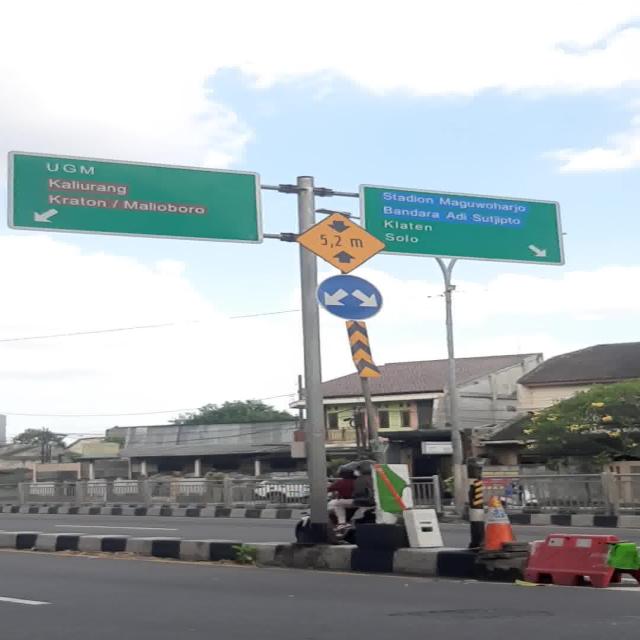 UGM
Kaliurang
Kraton / Malioboro
Stadion Maguwoharjo
Bandara Adi Sutjipto
Klaten
Solo
5,2 m